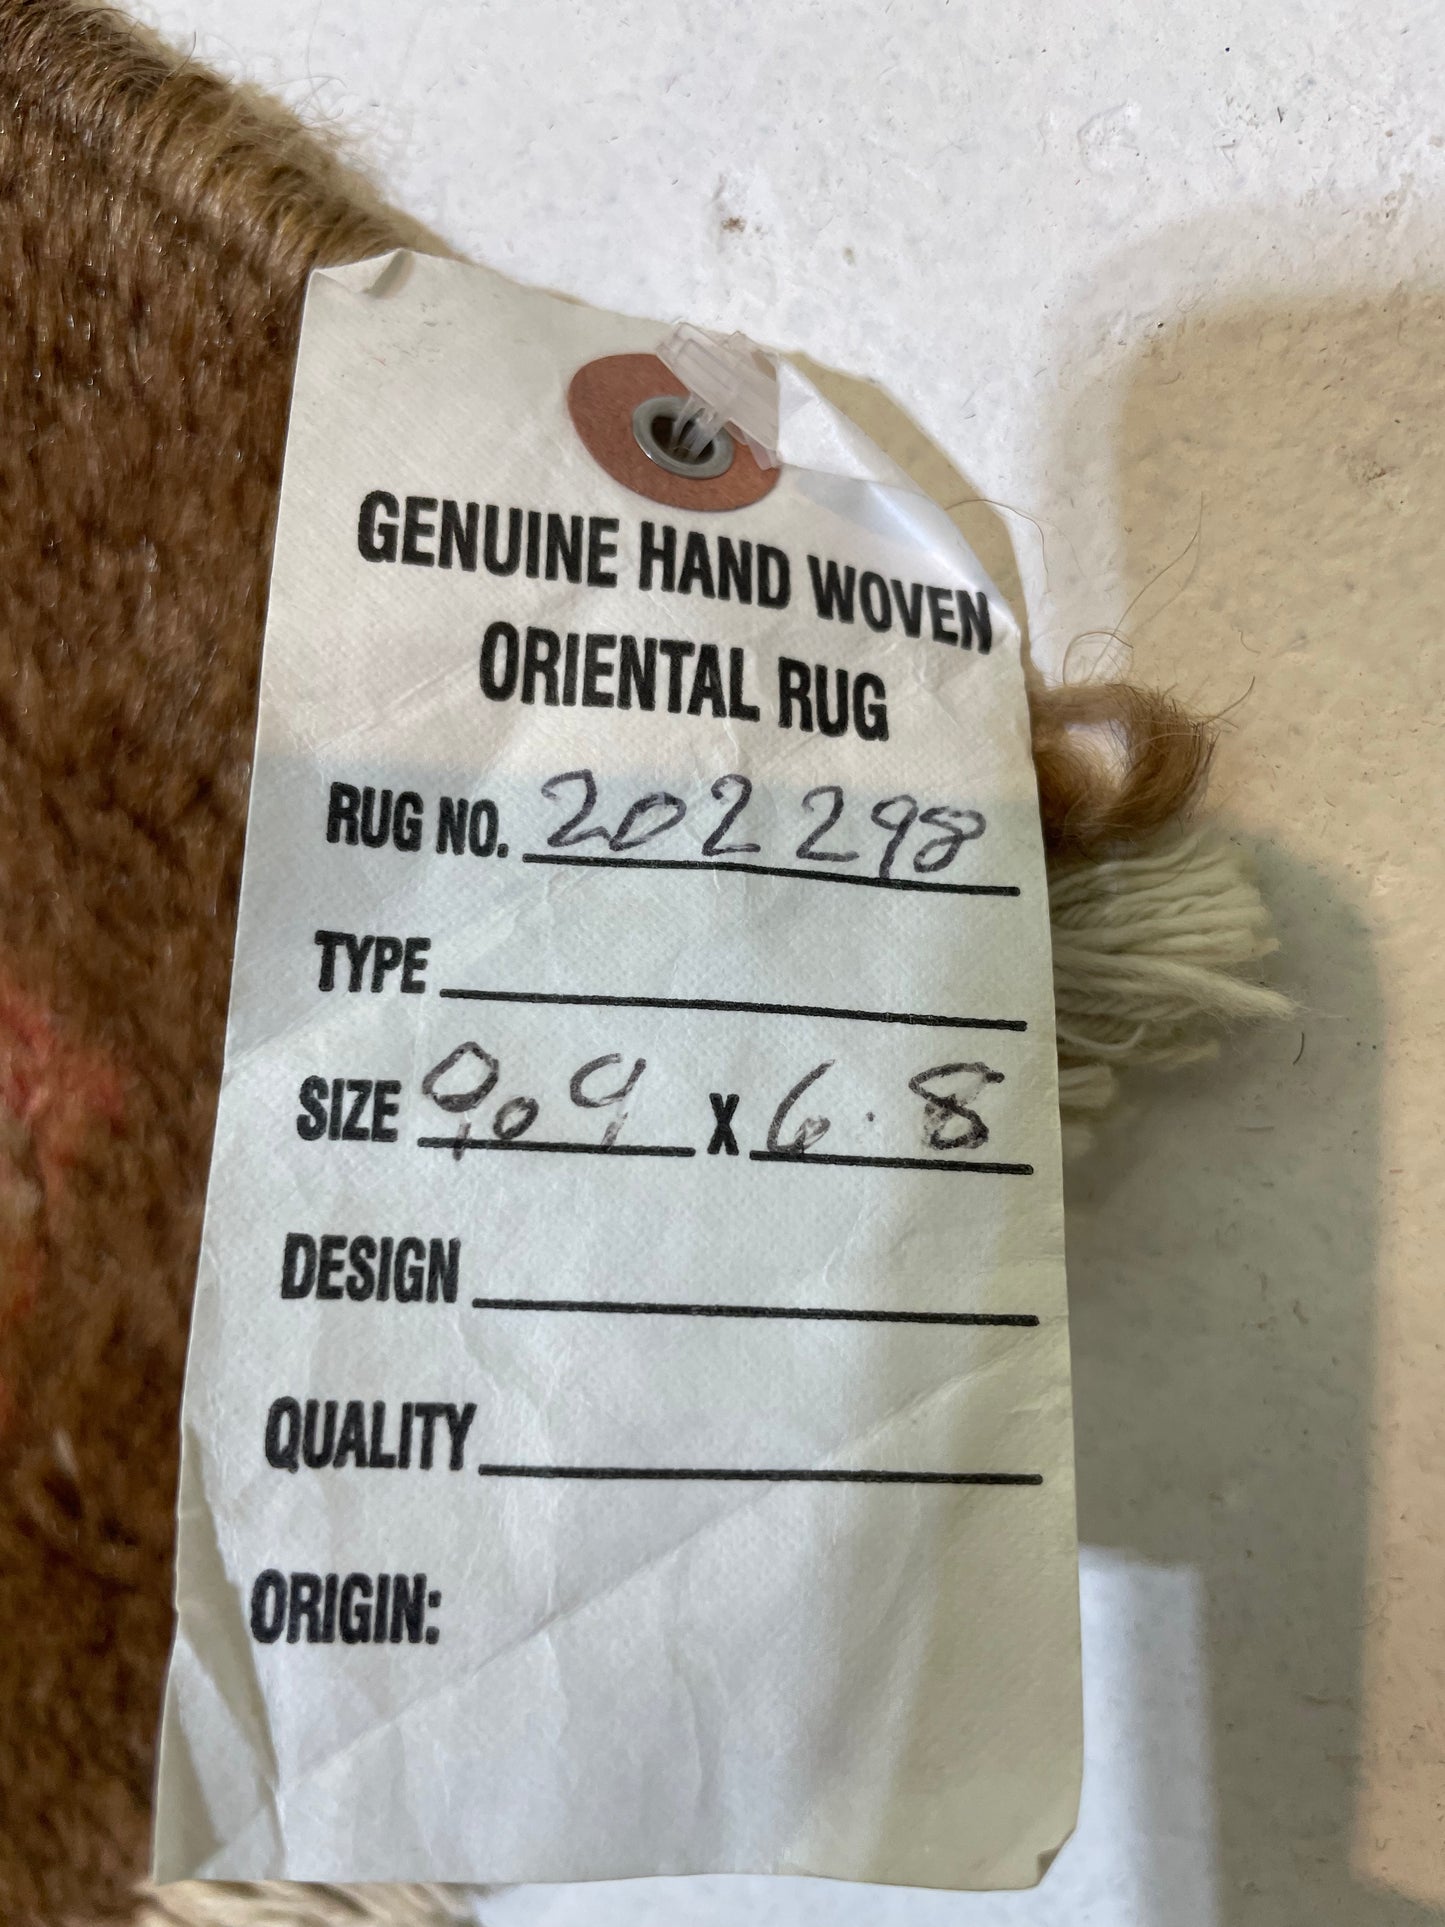 GENUINE HAND WOVEN
ORIENTAL RUG
RUG NO. 202298
TYPE
SIZE 9.9 X 6.8
DESIGN
QUALITY
ORIGIN: